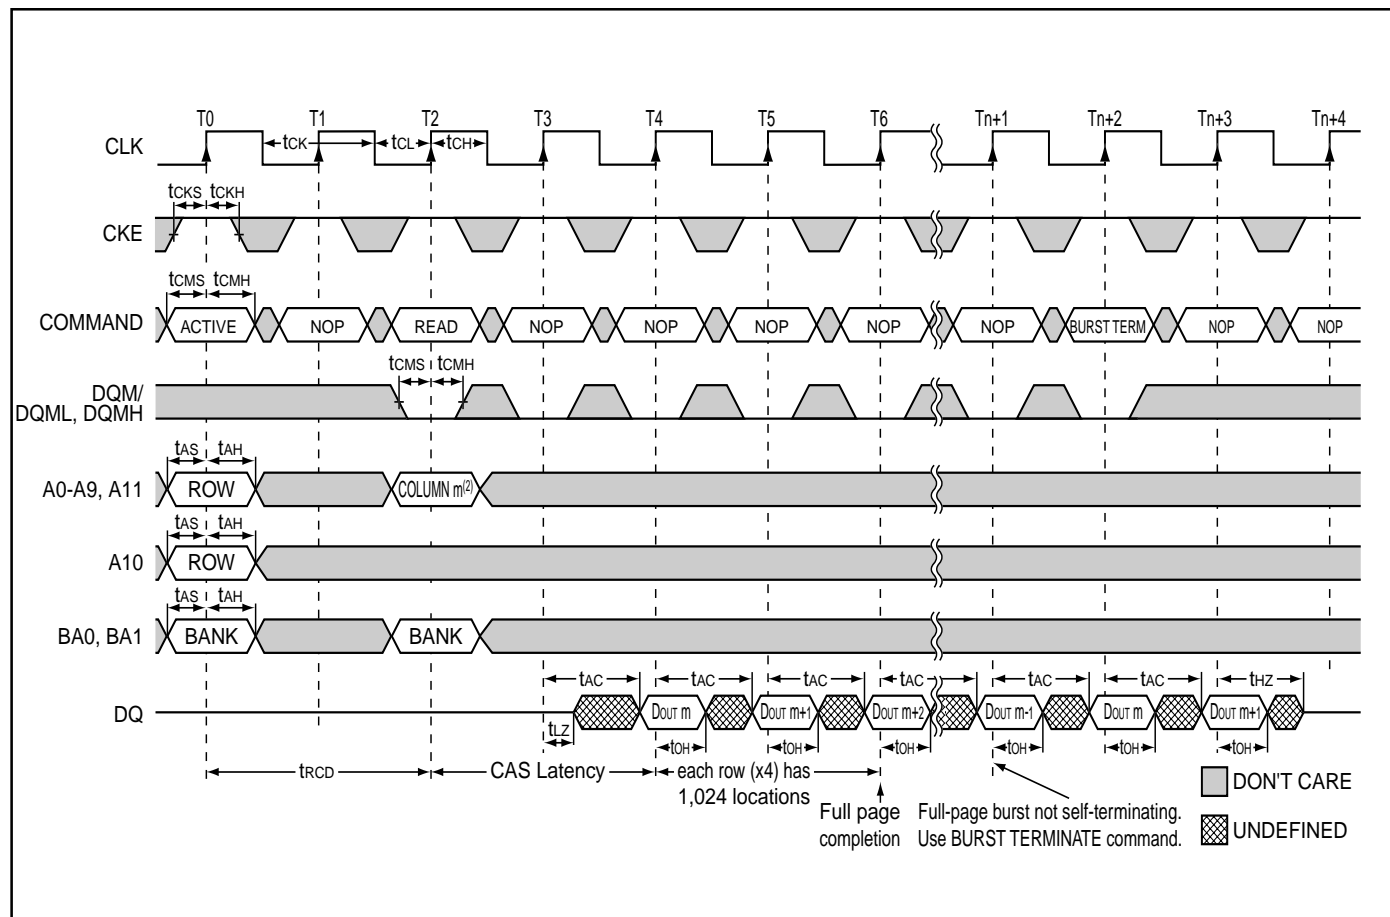 T0 T1 T2 T3 T4 T5 T6 Tn+1 Tn+2 Tn+3 Tn+4
CLK tCK tCL tCH
tCKS tCKH
CKE
tCMS tCMH
COMMAND ACTIVE NOP READ NOP NOP NOP NOP NOP BURST TERM NOP NOP
tCMS tCMH
DQM/
DQML, DQMH
tAS tAH
A0-A9, A11 ROW COLUMN m(2)
tAS tAH
A10 ROW
tAS tAH
BA0, BA1 BANK BANK
tAC tAC tAC tAC tAC tAC tHZ
DQ DOUT m DOUT m+1 DOUT m+2 DOUT m-1 DOUT m DOUT m+1
tLZ tOH tOH tOH tOH tOH tOH
tRCD CAS Latency each row (x4) has
1,024 locations
Full page
completion
Full-page burst not self-terminating.
Use BURST TERMINATE command.
DON'T CARE
UNDEFINED